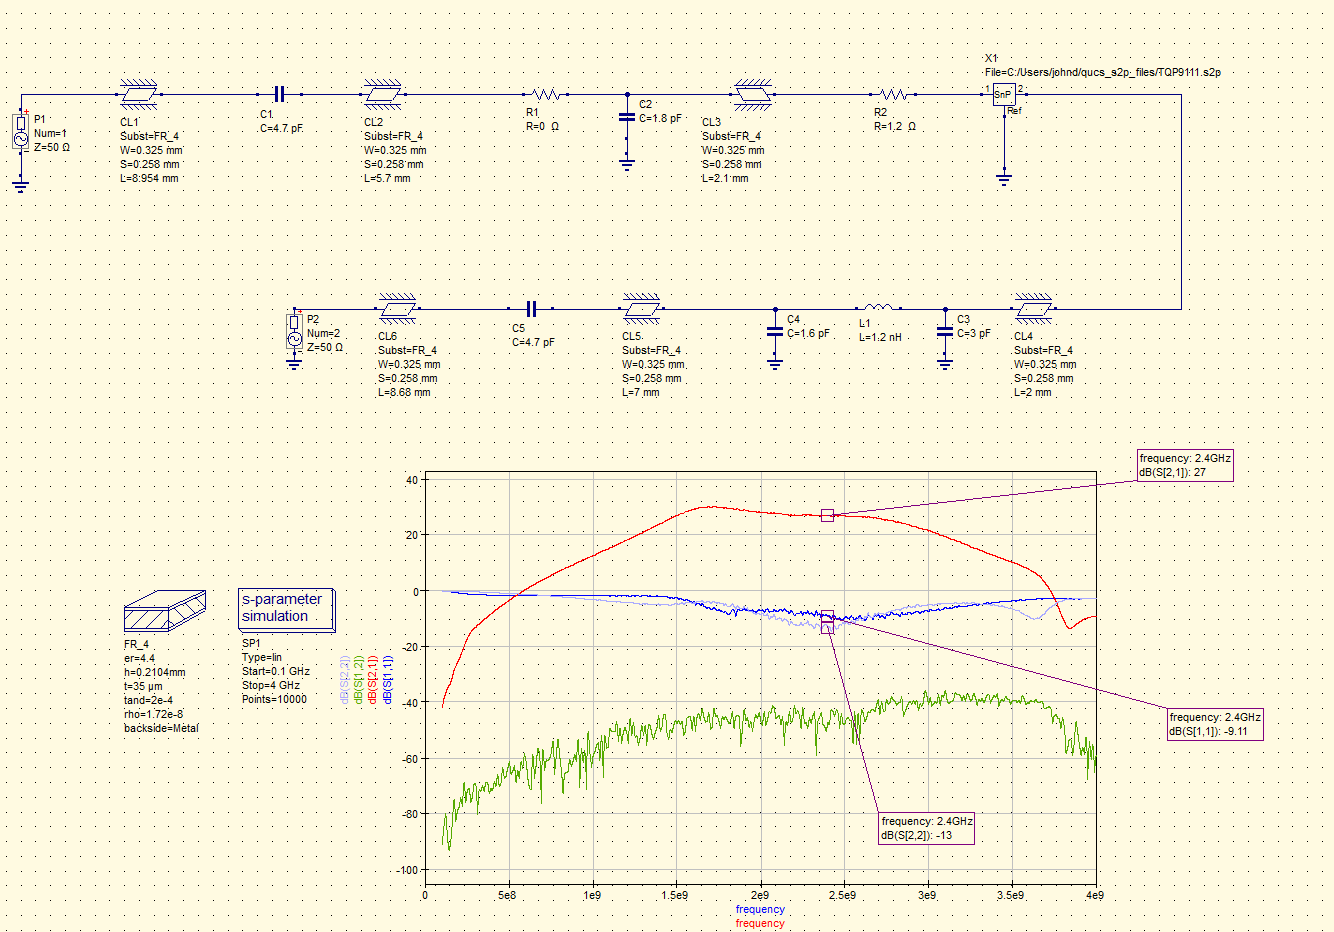 X1
File=C:/Users/johnd/qucs_s2p_files/TQP9111.s2p
1
SnP
2
Ref
P1
Num=1
Z=50 Ω
CL1
Subst=FR_4
W=0.325 mm
S=0.258 mm
L=8.954 mm
C1
C=4.7 pF
CL2
Subst=FR_4
W=0.325 mm
S=0.258 mm
L=5.7 mm
R1
R=0 Ω
C2
C=1.8 pF
CL3
Subst=FR_4
W=0.325 mm
S=0.258 mm
L=2.1 mm
R2
R=1.2 Ω
P2
Num=2
Z=50 Ω
CL6
Subst=FR_4
W=0.325 mm
S=0.258 mm
L=8.68 mm
C5
C=4.7 pF
CL5
Subst=FR_4
W=0.325 mm
S=0.258 mm
L=7 mm
C4
C=1.6 pF
L1
L=1.2 nH
C3
C=3 pF
CL4
Subst=FR_4
W=0.325 mm
S=0.258 mm
L=2 mm
frequency: 2.4GHz
dB(S[2,1]): 27
40
20
0
-20
-40
-60
-80
-100
FR_4
er=4.4
h=0.2104mm
t=35 µm
tand=2e-4
rho=1.72e-8
backside=Metal
s-parameter
simulation
SP1
Type=lin
Start=0.1 GHz
Stop=4 GHz
Points=10000
dB(S[2,2])
dB(S[1,2])
dB(S[2,1])
dB(S[1,1])
frequency: 2.4GHz
dB(S[1,1]): -9.11
frequency: 2.4GHz
dB(S[2,2]): -13
0
5e8
1e9
1.5e9
2e9
2.5e9
3e9
3.5e9
4e9
frequency
frequency